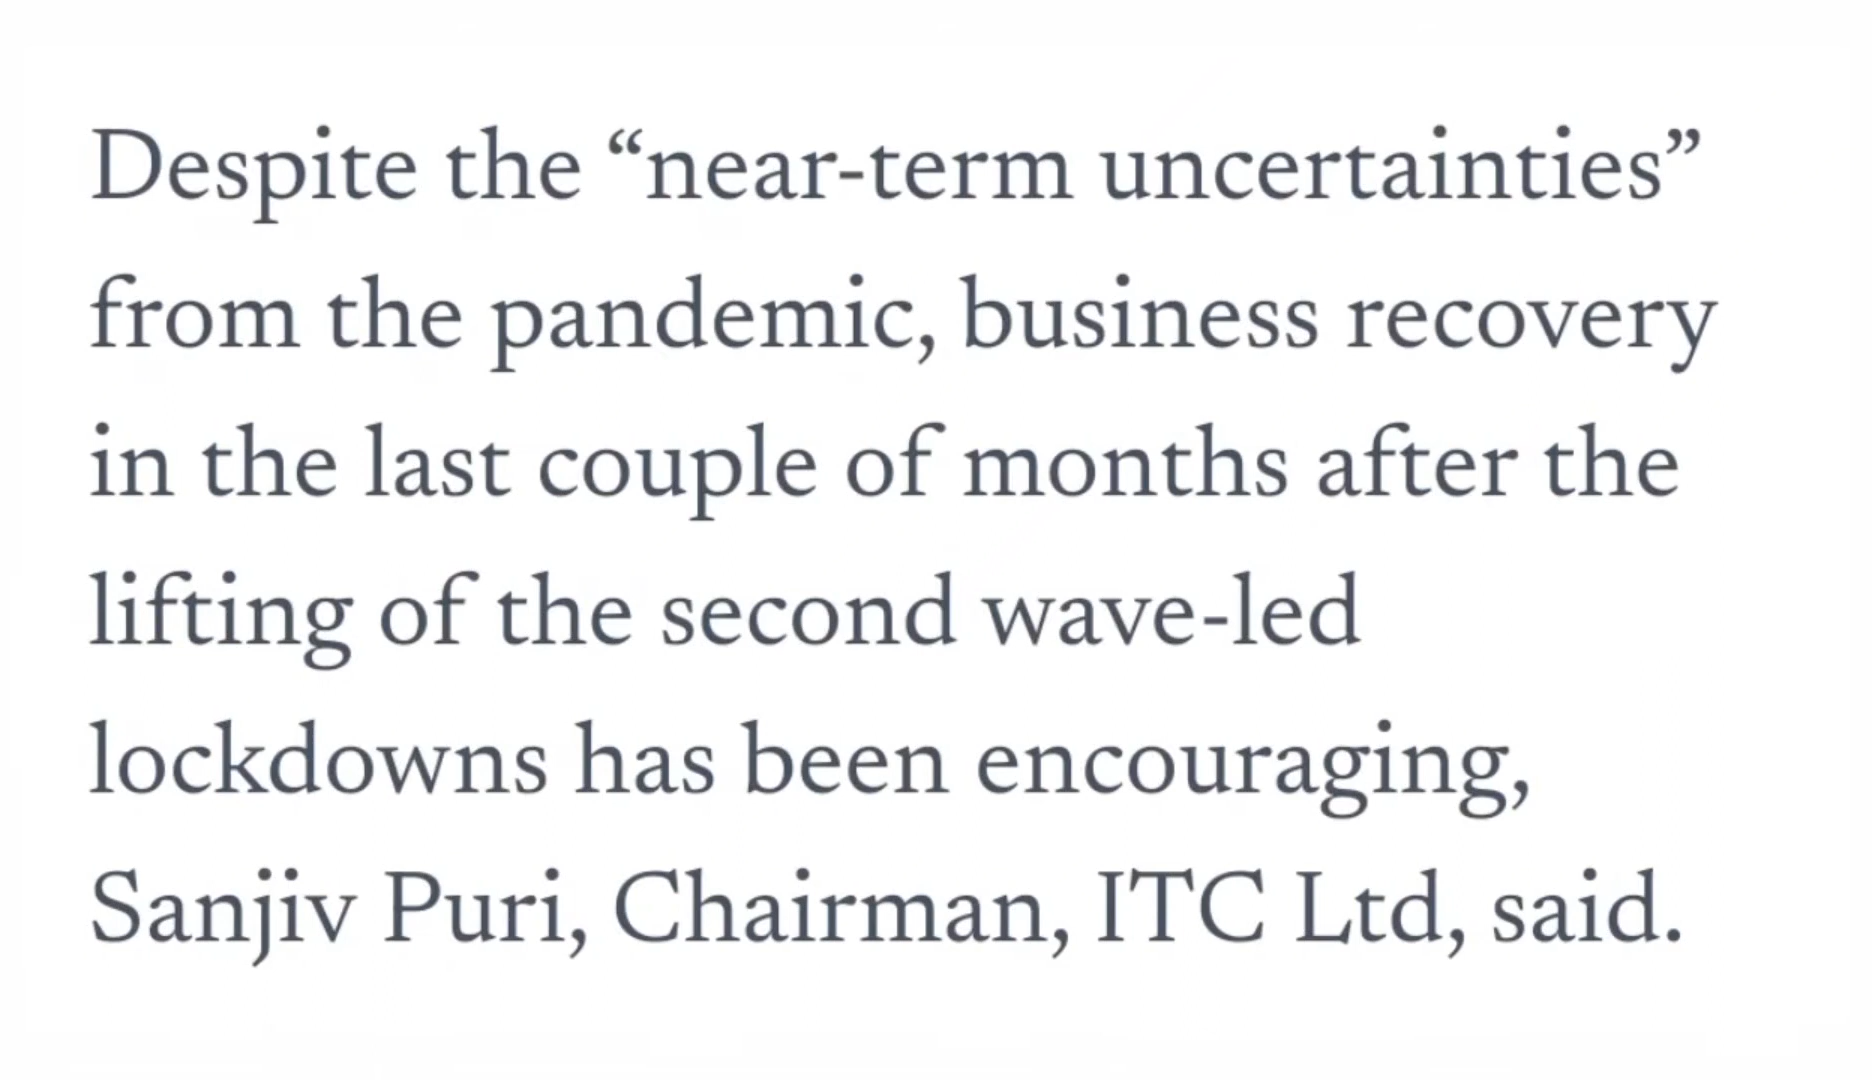 Despite the “near-term uncertainties”
from the pandemic, business recovery
in the last couple of months after the
lifting of the second wave-led
lockdowns has been encouraging,
Sanjiv Puri, Chairman, ITC Ltd, said.